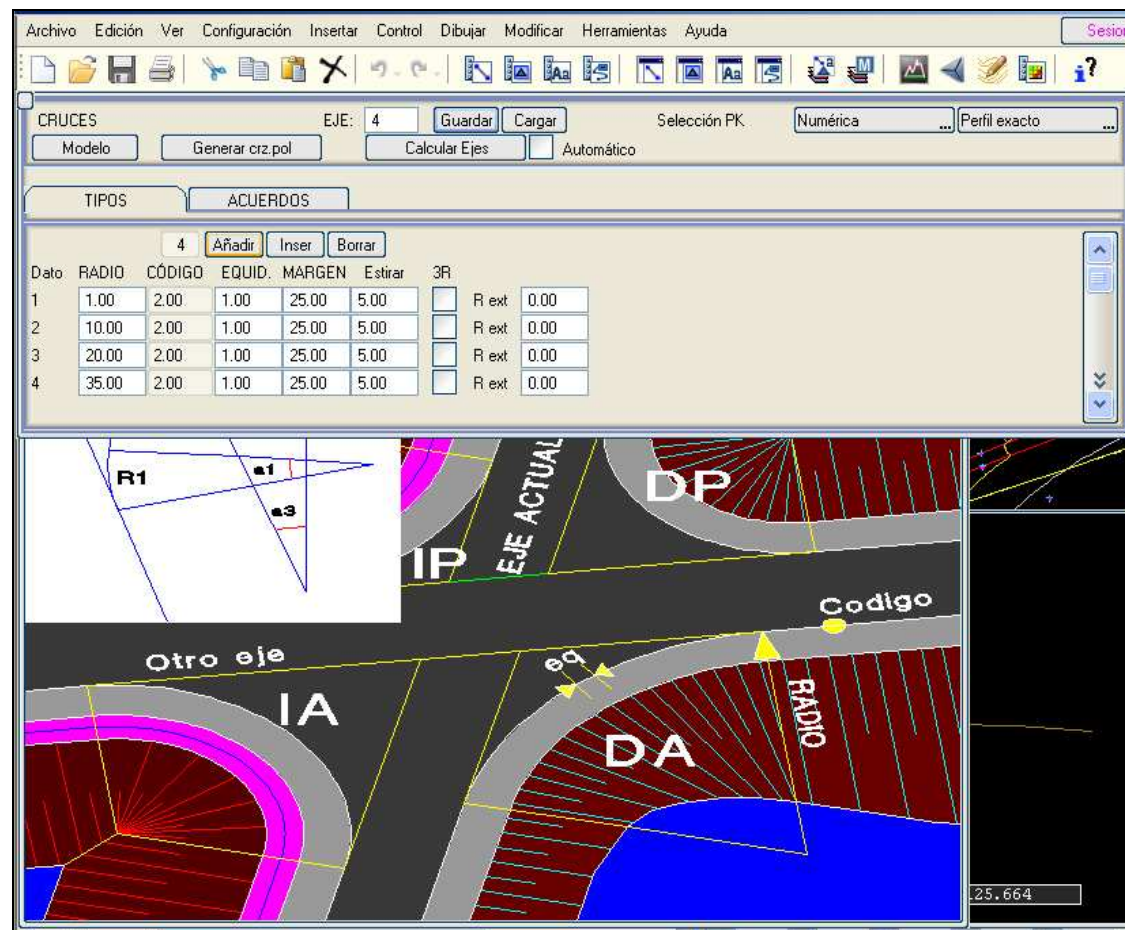 Archivo Edición Ver Configuración Insertar Control Dibujar Modificar Herramientas Ayuda Sesion
CRUCES EJE: 4 Guardar Cargar Selección PK Numérica ... Perfil exacto ...
Modelo Generar crz.pol Calcular Ejes Automático
TIPOS ACUERDOS
4 Añadir Inser Borrar
Dato RADIO CÓDIGO EQUID. MARGEN Estirar 3R
1 1.00 2.00 1.00 25.00 5.00 R ext 0.00
2 10.00 2.00 1.00 25.00 5.00 R ext 0.00
3 20.00 2.00 1.00 25.00 5.00 R ext 0.00
4 35.00 2.00 1.00 25.00 5.00 R ext 0.00
R1
a1
a3
IP
EJE ACTUAL
DP
Codigo
Otro eje
eq
IA
RADIO
DA
25.664